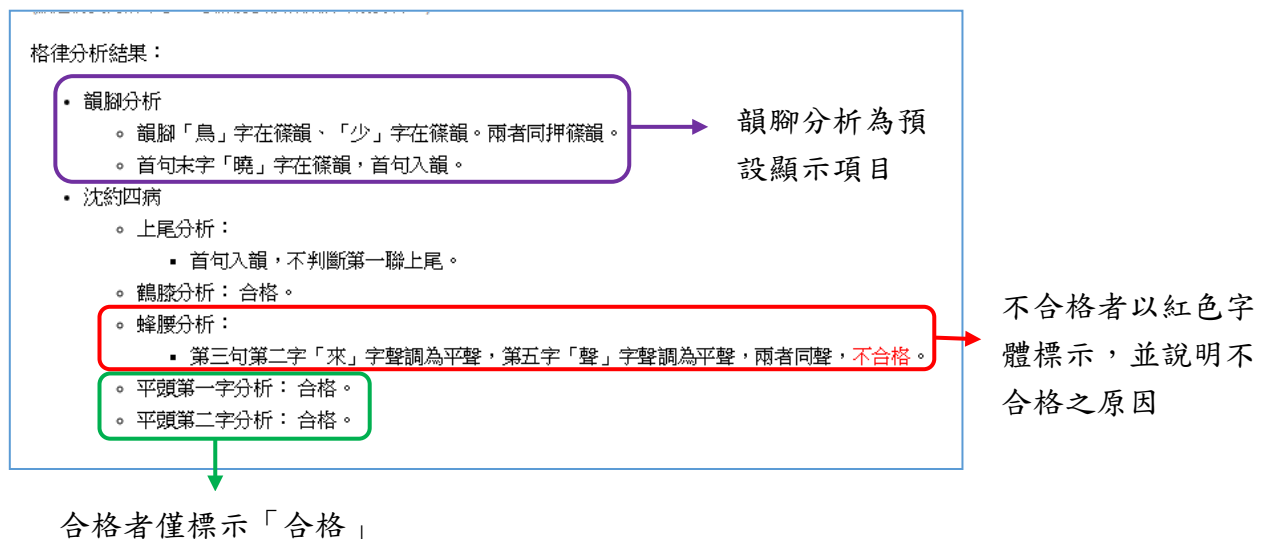 格律分析結果：
• 韻腳分析
◦ 韻腳「鳥」字在篠韻、「少」字在篠韻。兩者同押篠韻。
◦ 首句末字「曉」字在篠韻，首句入韻。
韻腳分析為預
設顯示項目
• 沈約四病
◦ 上尾分析：
▪ 首句入韻，不判斷第一聯上尾。
◦ 鶴膝分析： 合格。
◦ 蜂腰分析：
▪ 第三句第二字「來」字聲調為平聲，第五字「聲」字聲調為平聲，兩者同聲，不合格。
不合格者以紅色字
體標示，並說明不
合格之原因
◦ 平頭第一字分析： 合格。
◦ 平頭第二字分析： 合格。
合格者僅標示「合格」